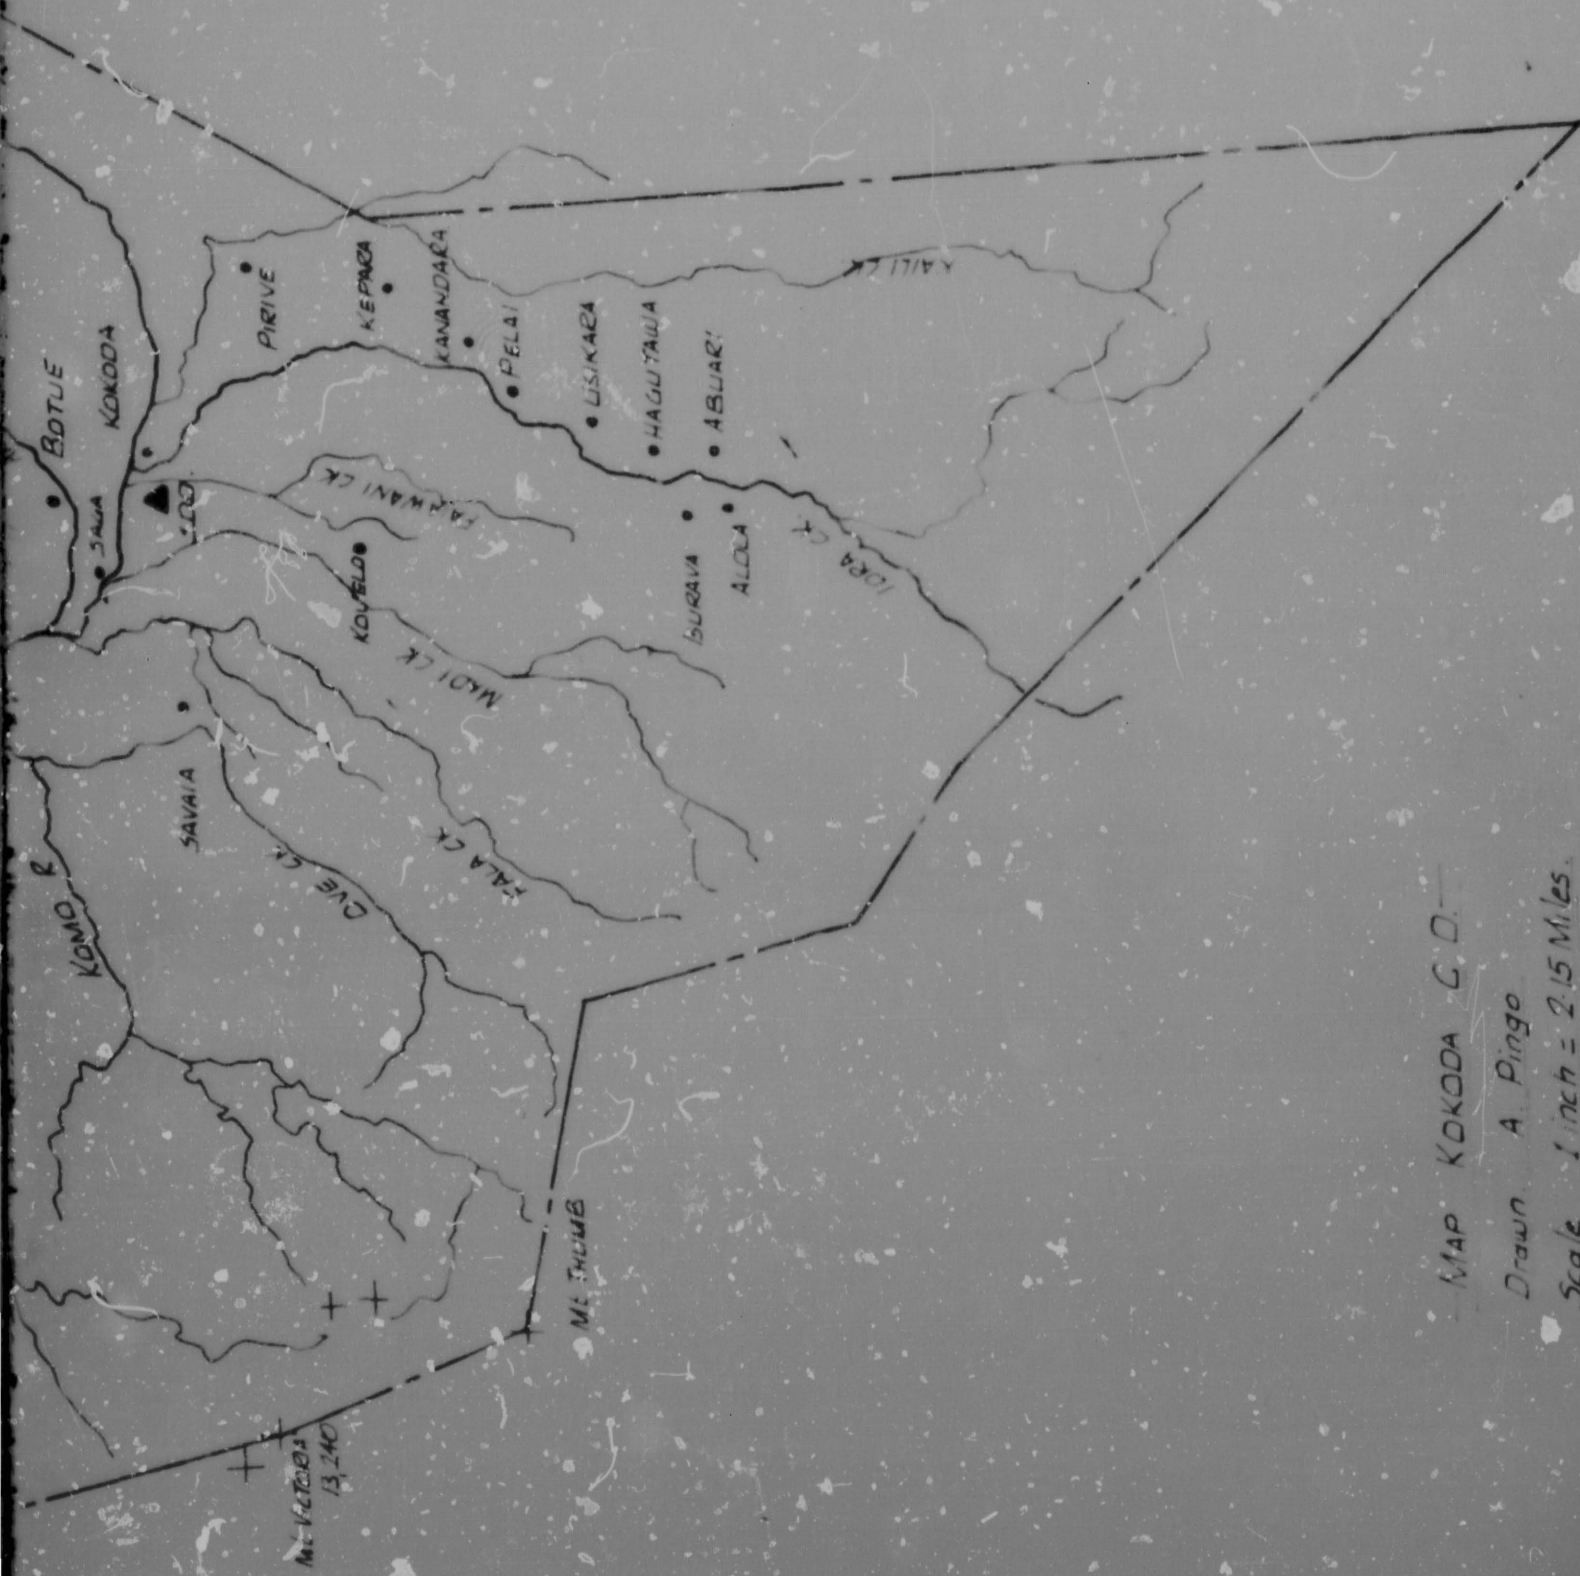 BOTUE
KOKODA
SAUA
PIRIVE
KEPARA
KANANDARA
PELAI
USIKARA
HAGUTAWA
ABUARI
KAILI CK
FARWANI CK
KOVELO
ISURAVA
ALOLA
IORA CK
MADI CK
SAVAIA
FALA CK
OVE CK
KOMO R
Mt. THUMB
Mt VICTORIA
13,240
MAP KOKODA C.D.
Drawn A. Pingo
Scale 1 inch = 2.15 Miles.